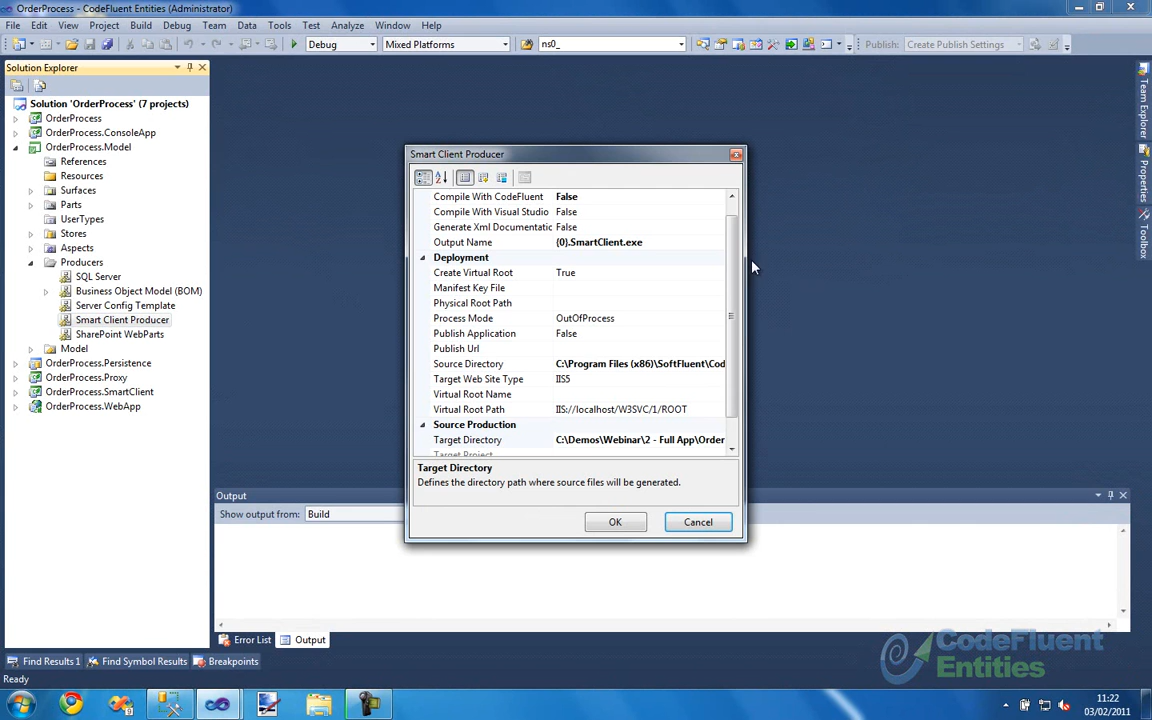 OrderProcess - CodeFluent Entities (Administrator)
File Edit View Project Build Debug Team Data Tools Test Analyze Window Help
Debug Mixed Platforms ns0_ Publish: Create Publish Settings
Solution Explorer
Solution 'OrderProcess' (7 projects)
OrderProcess
OrderProcess.ConsoleApp
OrderProcess.Model
References
Resources
Surfaces
Parts
UserTypes
Stores
Aspects
Producers
SQL Server
Business Object Model (BOM)
Server Config Template
Smart Client Producer
SharePoint WebParts
Model
OrderProcess.Persistence
OrderProcess.Proxy
OrderProcess.SmartClient
OrderProcess.WebApp
Smart Client Producer
Compile With CodeFluent False
Compile With Visual Studio False
Generate Xml Documentatic False
Output Name {0}.SmartClient.exe
Deployment
Create Virtual Root True
Manifest Key File
Physical Root Path
Process Mode OutOfProcess
Publish Application False
Publish Url
Source Directory C:\Program Files (x86)\SoftFluent\Cod
Target Web Site Type IIS5
Virtual Root Name
Virtual Root Path IIS://localhost/W3SVC/1/ROOT
Source Production
Target Directory C:\Demos\Webinar\2 - Full App\Order
Target Project
Target Directory
Defines the directory path where source files will be generated.
OK Cancel
Team Explorer
Properties
Toolbox
Output
Show output from: Build
Error List Output
Find Results 1 Find Symbol Results Breakpoints
Ready
CodeFluent
Entities
11:22
03/02/2011